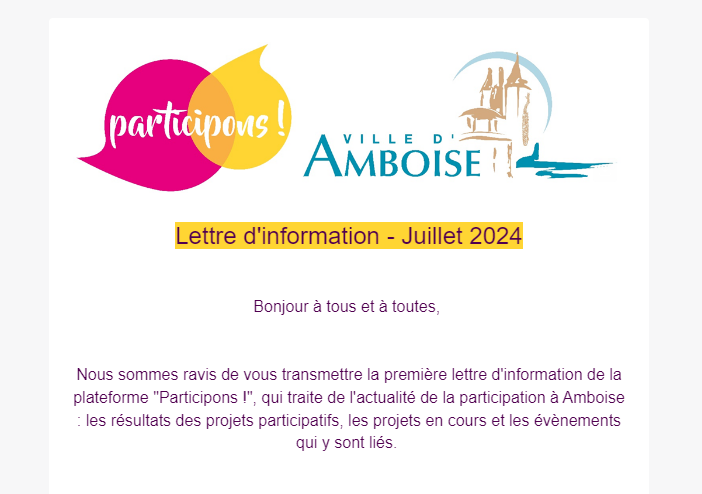 participons !
VILLE D'
AMBOISE
Lettre d'information - Juillet 2024
Bonjour à tous et à toutes,
Nous sommes ravis de vous transmettre la première lettre d'information de la
plateforme "Participons !", qui traite de l'actualité de la participation à Amboise
: les résultats des projets participatifs, les projets en cours et les évènements
qui y sont liés.